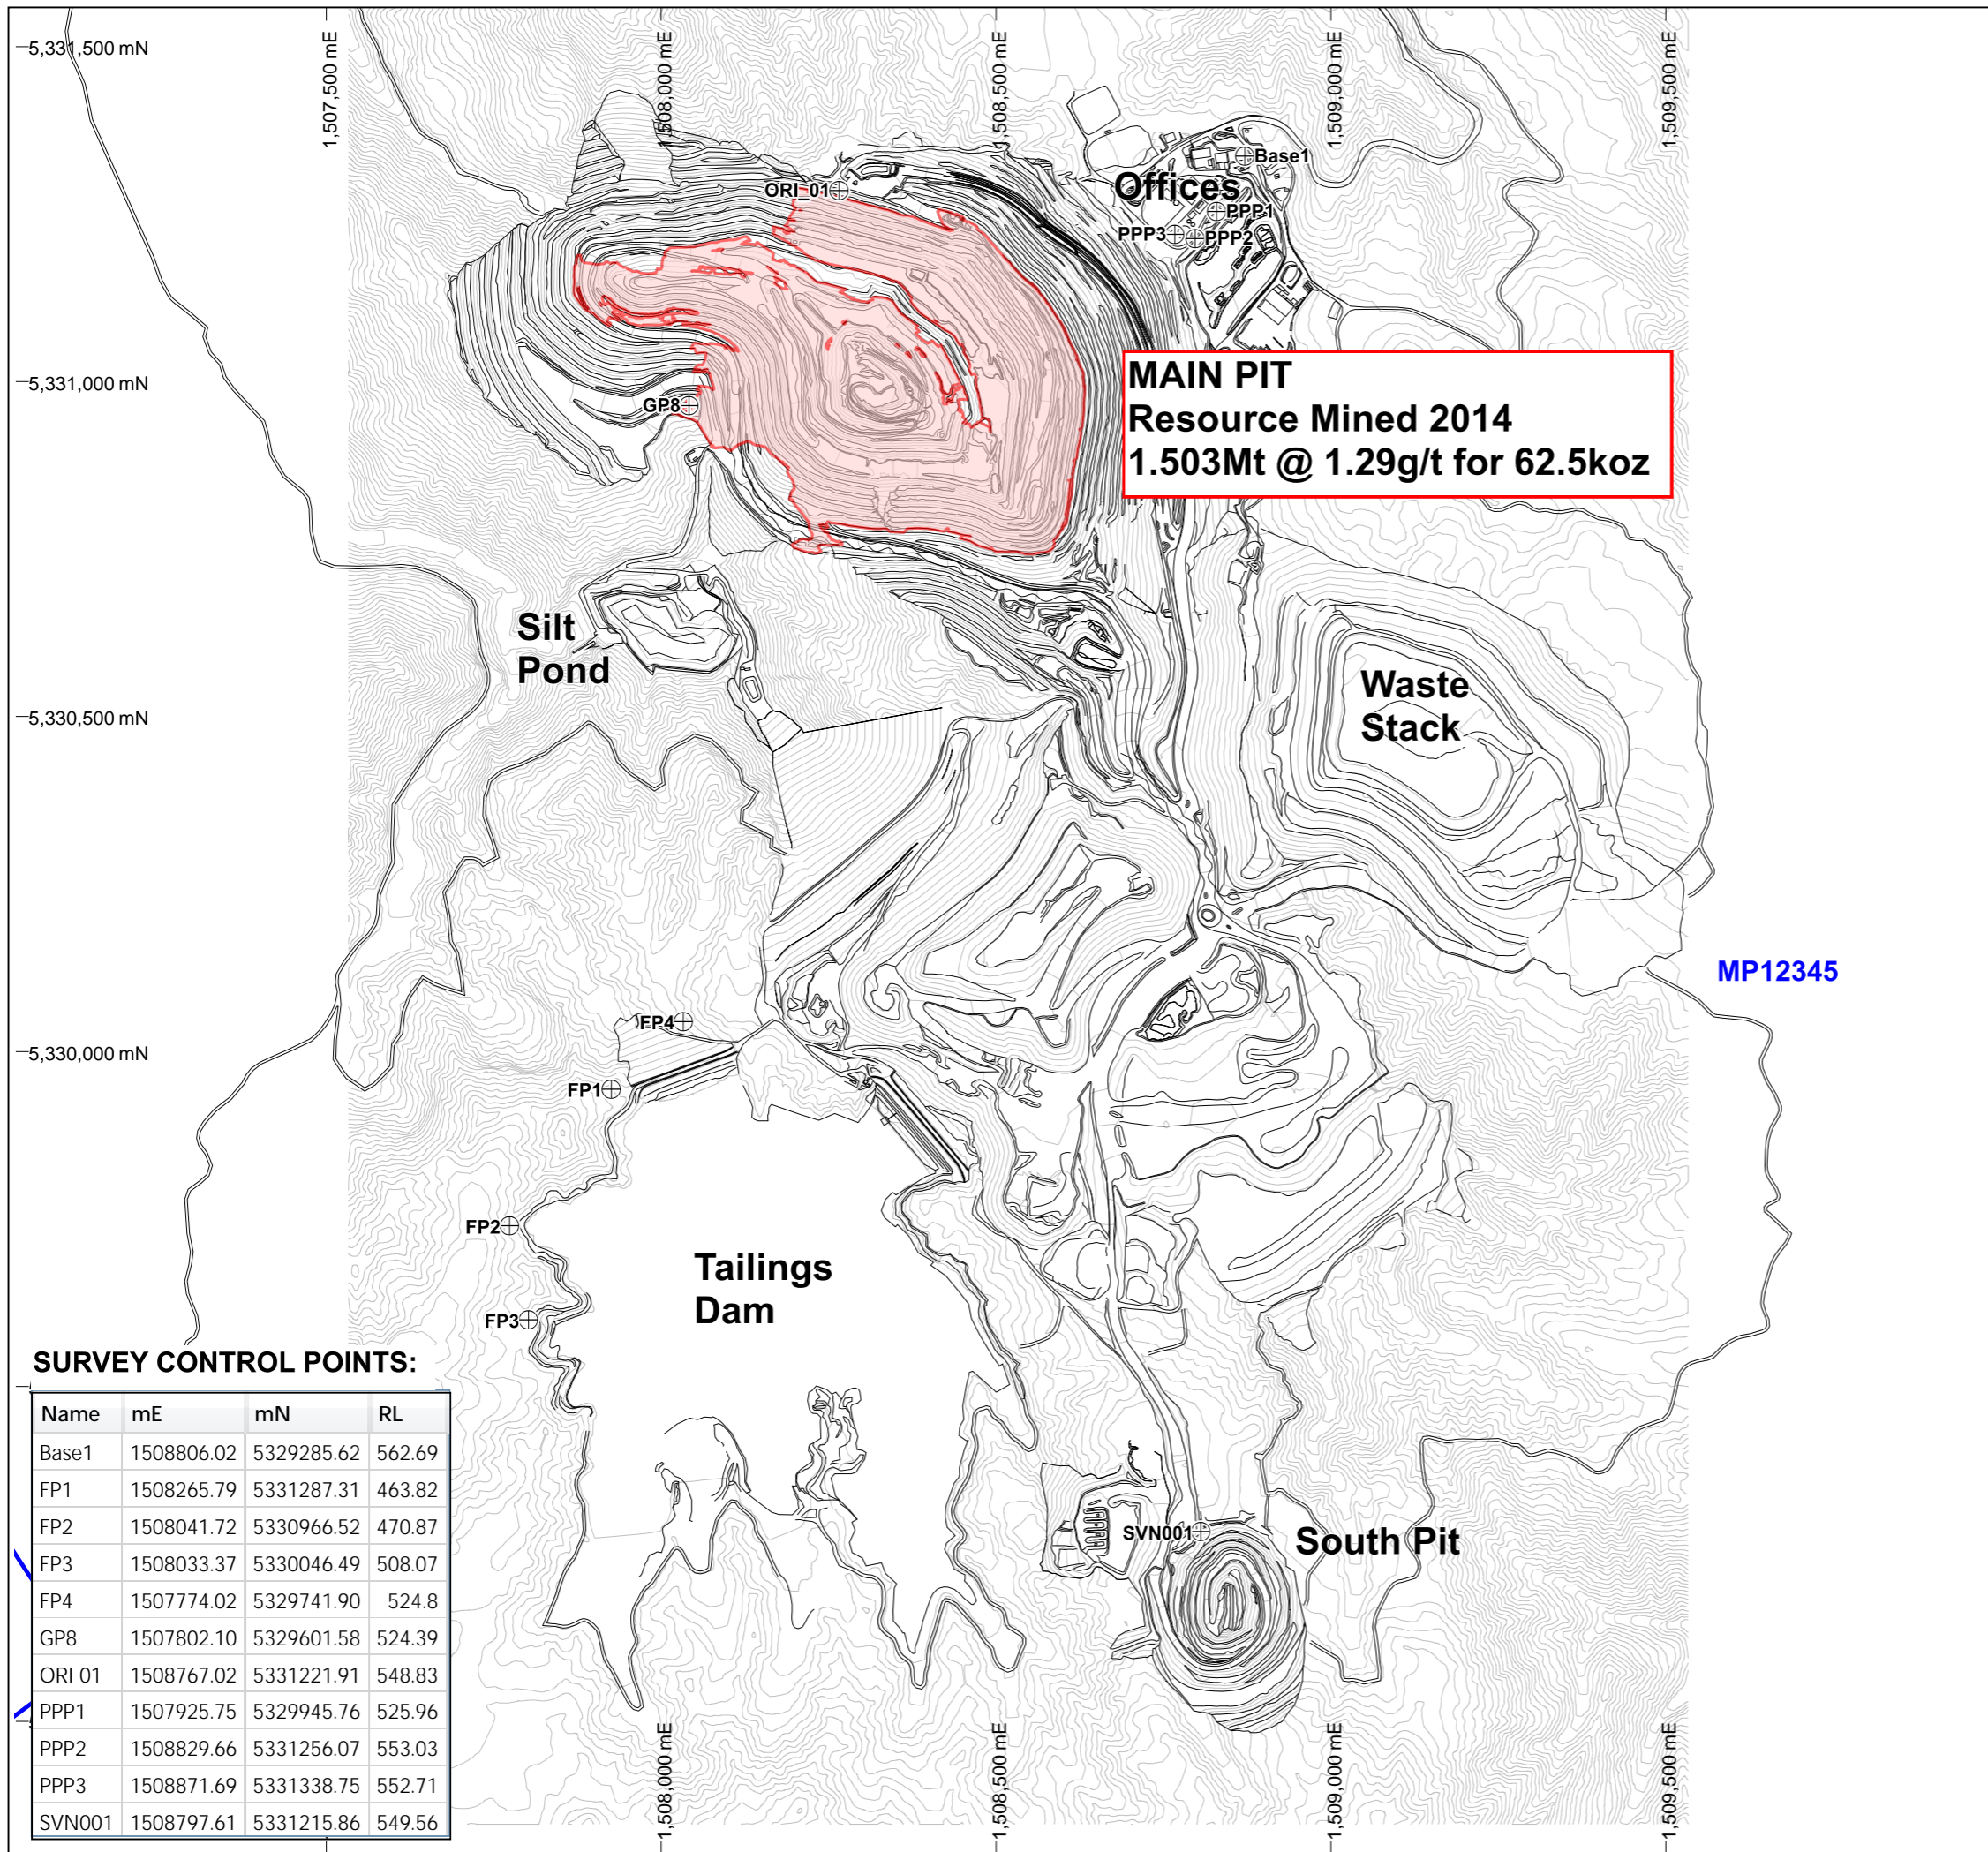 1,507,500 mE
1,508,000 mE
1,508,500 mE
1,509,000 mE
1,509,500 mE
5,331,500 mN
Base1
ORI_01
Offices
PPP1
PPP3
PPP2
MAIN PIT
Resource Mined 2014
1.503Mt @ 1.29g/t for 62.5koz
5,331,000 mN
GP8
Silt
Pond
Waste
Stack
5,330,500 mN
MP12345
FP4
5,330,000 mN
FP1
FP2
Tailings
Dam
FP3
SURVEY CONTROL POINTS:
Name mE mN RL
Base1 1508806.02 5329285.62 562.69
FP1 1508265.79 5331287.31 463.82
FP2 1508041.72 5330966.52 470.87
FP3 1508033.37 5330046.49 508.07
FP4 1507774.02 5329741.90 524.8
GP8 1507802.10 5329601.58 524.39
ORI 01 1508767.02 5331221.91 548.83
PPP1 1507925.75 5329945.76 525.96
PPP2 1508829.66 5331256.07 553.03
PPP3 1508871.69 5331338.75 552.71
SVN001 1508797.61 5331215.86 549.56
SVN001
South Pit
1,508,000 mE
1,508,500 mE
1,509,000 mE
1,509,500 mE